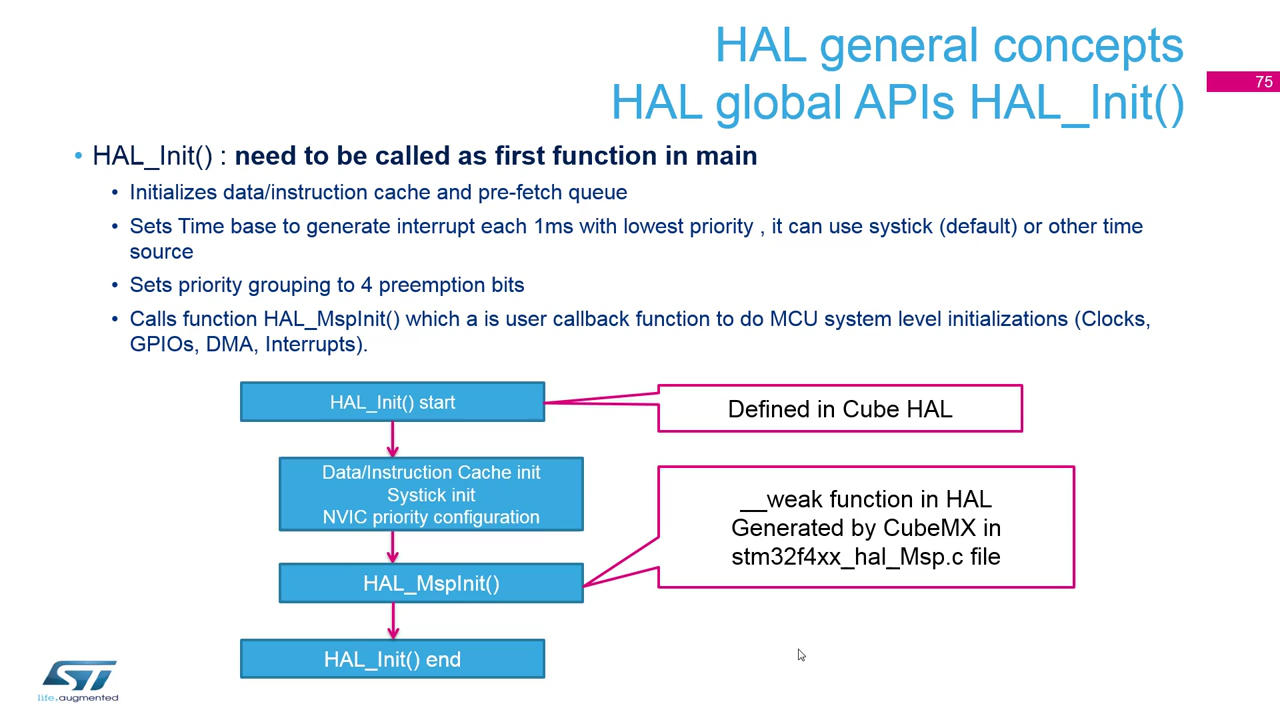 HAL general concepts
HAL global APIs HAL_Init()
75
• HAL_Init() : need to be called as first function in main
• Initializes data/instruction cache and pre-fetch queue
• Sets Time base to generate interrupt each 1ms with lowest priority , it can use systick (default) or other time
source
• Sets priority grouping to 4 preemption bits
• Calls function HAL_MspInit() which a is user callback function to do MCU system level initializations (Clocks,
GPIOs, DMA, Interrupts).
HAL_Init() start
Defined in Cube HAL
Data/Instruction Cache init
Systick init
NVIC priority configuration
__weak function in HAL
Generated by CubeMX in
stm32f4xx_hal_Msp.c file
HAL_MspInit()
HAL_Init() end
ST
life.augmented